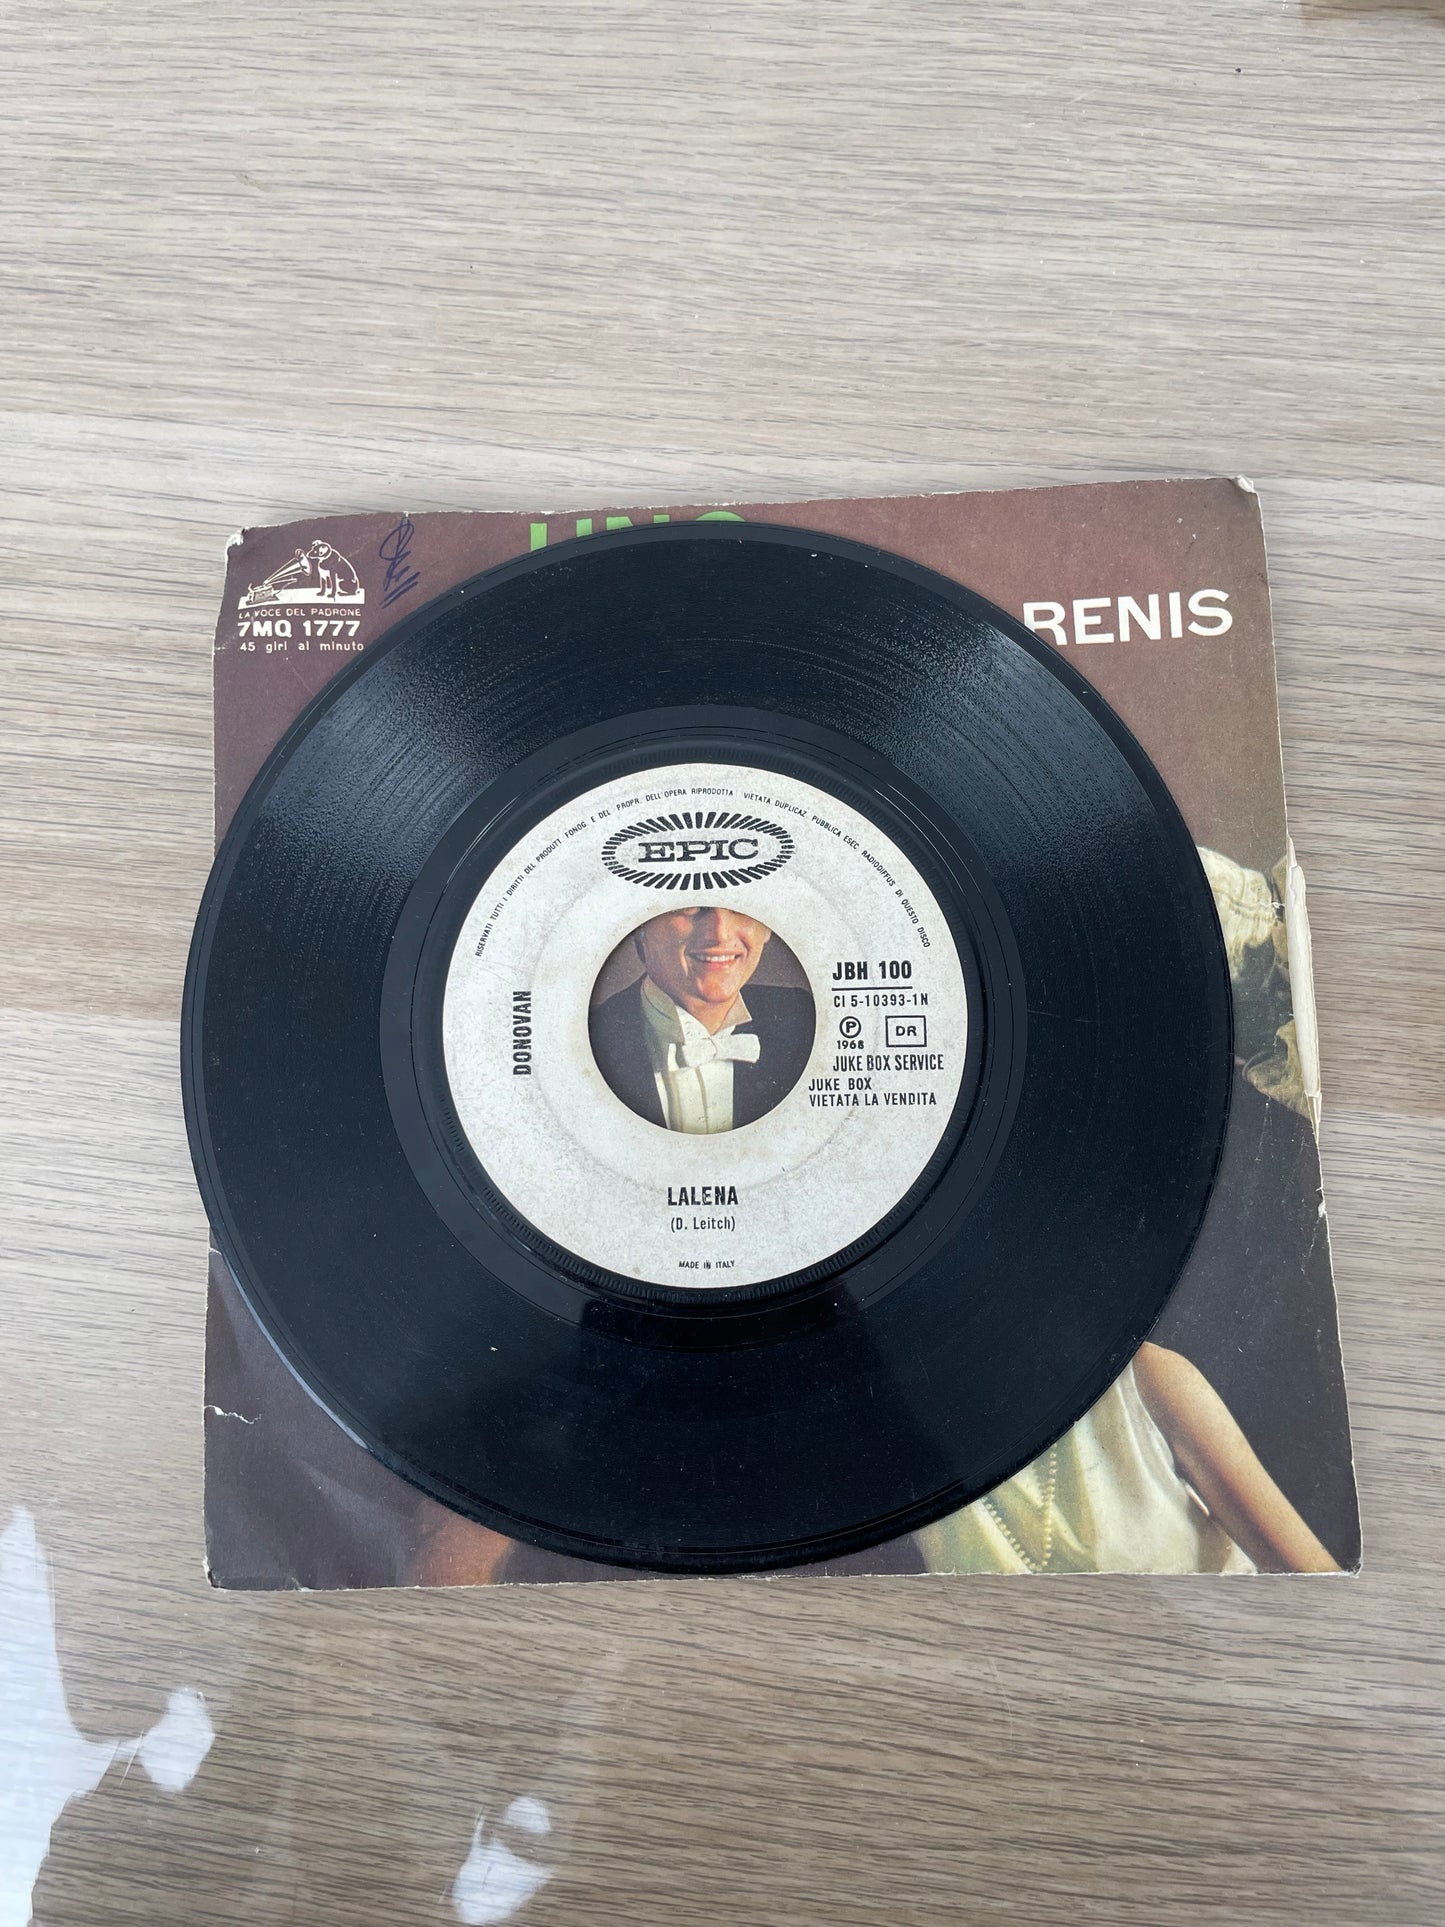 LA VOCE DEL PADRONE
7MQ 1777
45 giri al minuto
RENIS
RISERVATI TUTTI I DIRITTI DEL PRODUTT. FONOG. E DEL PROPR. DELL'OPERA RIPRODOTTA VIETATA DUPLICAZ. PUBBLICA ESEC. RADIODIFFUS. DI QUESTO DISCO
EPIC
DONOVAN
JBH 100
CI 5-10393-1N
P
1968
DR
JUKE BOX SERVICE
JUKE BOX
VIETATA LA VENDITA
LALENA
(D. Leitch)
MADE IN ITALY